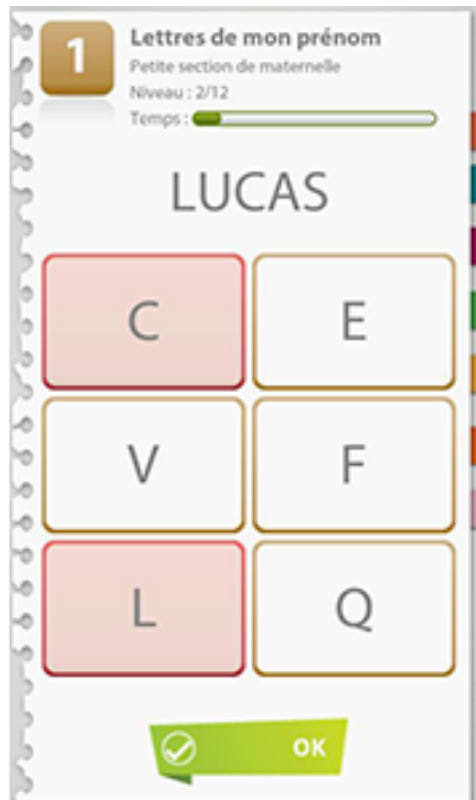 1
Lettres de mon prénom
Petite section de maternelle
Niveau : 2/12
Temps :
LUCAS
C E
V F
L Q
OK